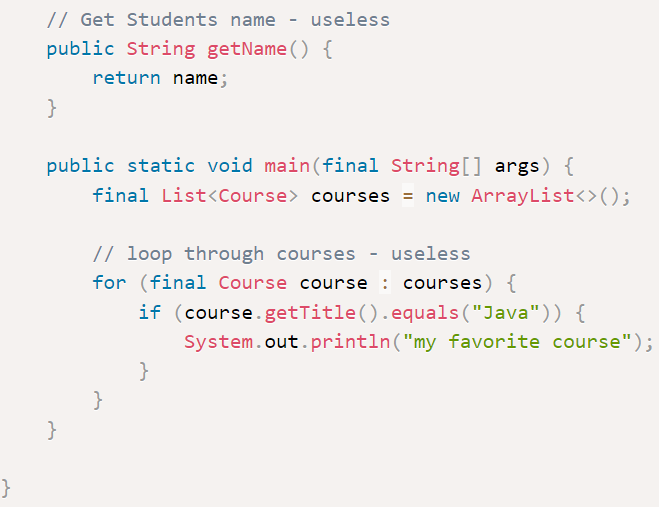 // Get Students name - useless
public String getName() {
return name;
}
public static void main(final String[] args) {
final List<Course> courses = new ArrayList<>();
// loop through courses - useless
for (final Course course : courses) {
if (course.getTitle().equals("Java")) {
System.out.println("my favorite course");
}
}
}
}